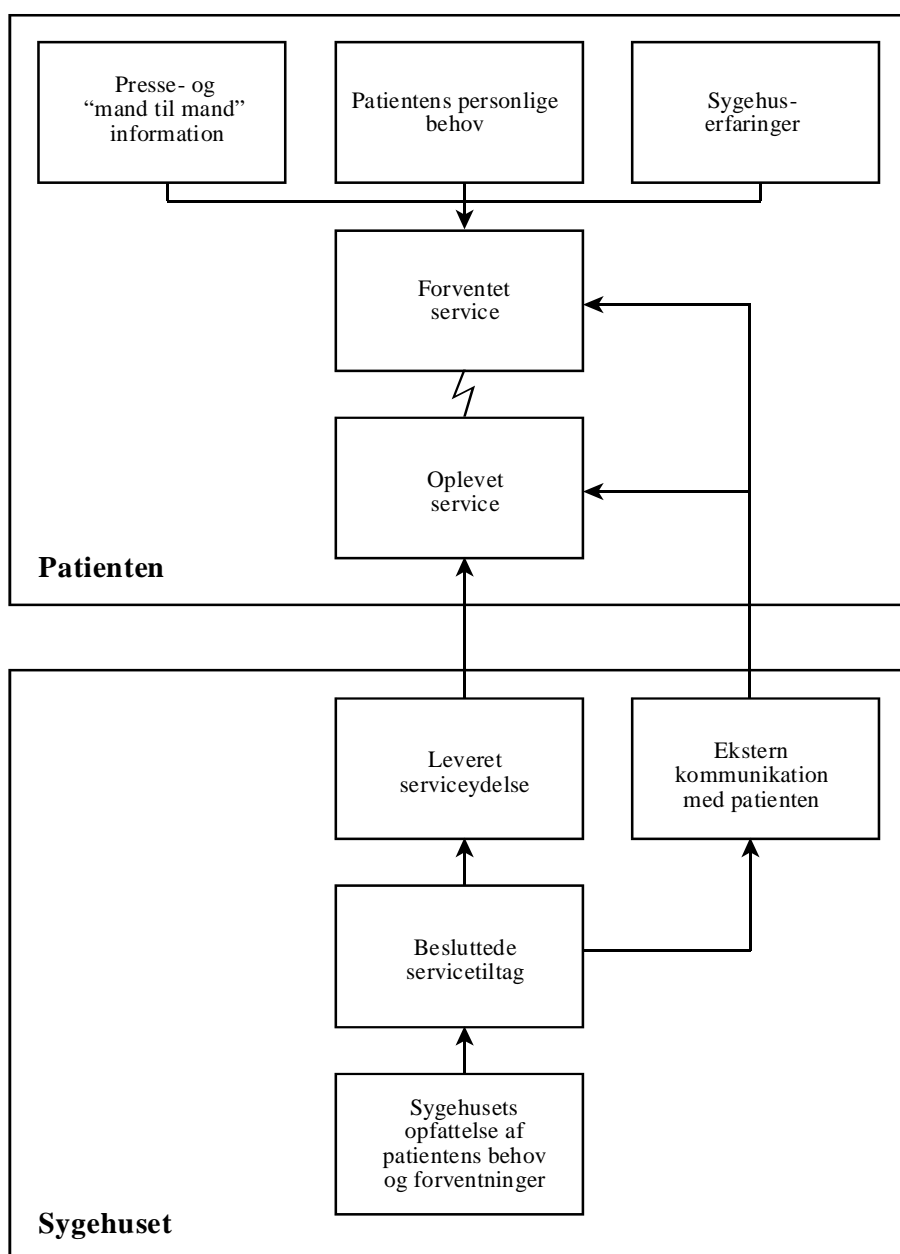 Presse- og
“mand til mand”
information
Patientens personlige
behov
Sygehus-
erfaringer
Forventet
service
Oplevet
service
Patienten
Leveret
serviceydelse
Ekstern
kommunikation
med patienten
Besluttede
servicetiltag
Sygehusets
opfattelse af
patientens behov
og forventninger
Sygehuset